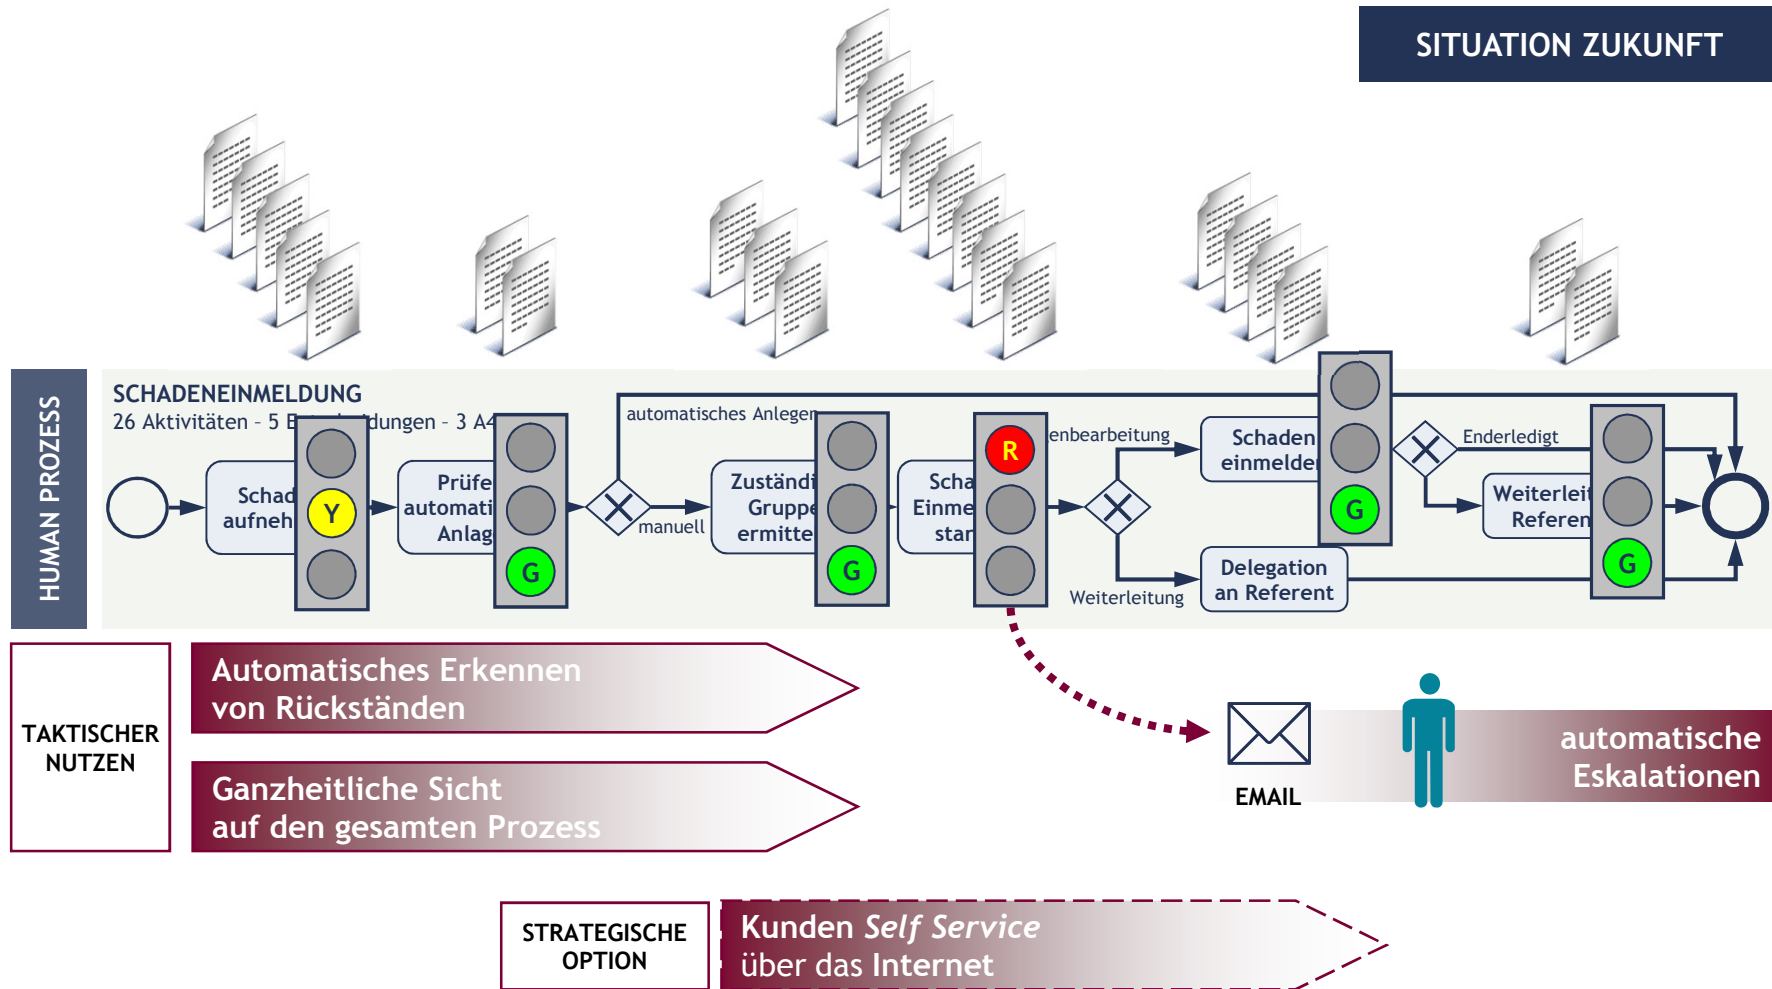 SITUATION ZUKUNFT
HUMAN PROZESS
SCHADENEINMELDUNG
26 Aktivitäten - 5 E dungen - 3 A4
automatisches Anlegen
manuell
Schad
aufneh
Y
Prüfe
automati
Anlag
G
Zuständi
Gruppe
ermitte
G
Scha
Einme
star
R
enbearbeitung
Weiterleitung
Schaden
einmelde
G
Delegation
an Referent
Enderledigt
Weiterlei
Referen
G
TAKTISCHER
NUTZEN
Automatisches Erkennen
von Rückständen
Ganzheitliche Sicht
auf den gesamten Prozess
EMAIL
automatische
Eskalationen
STRATEGISCHE
OPTION
Kunden Self Service
über das Internet